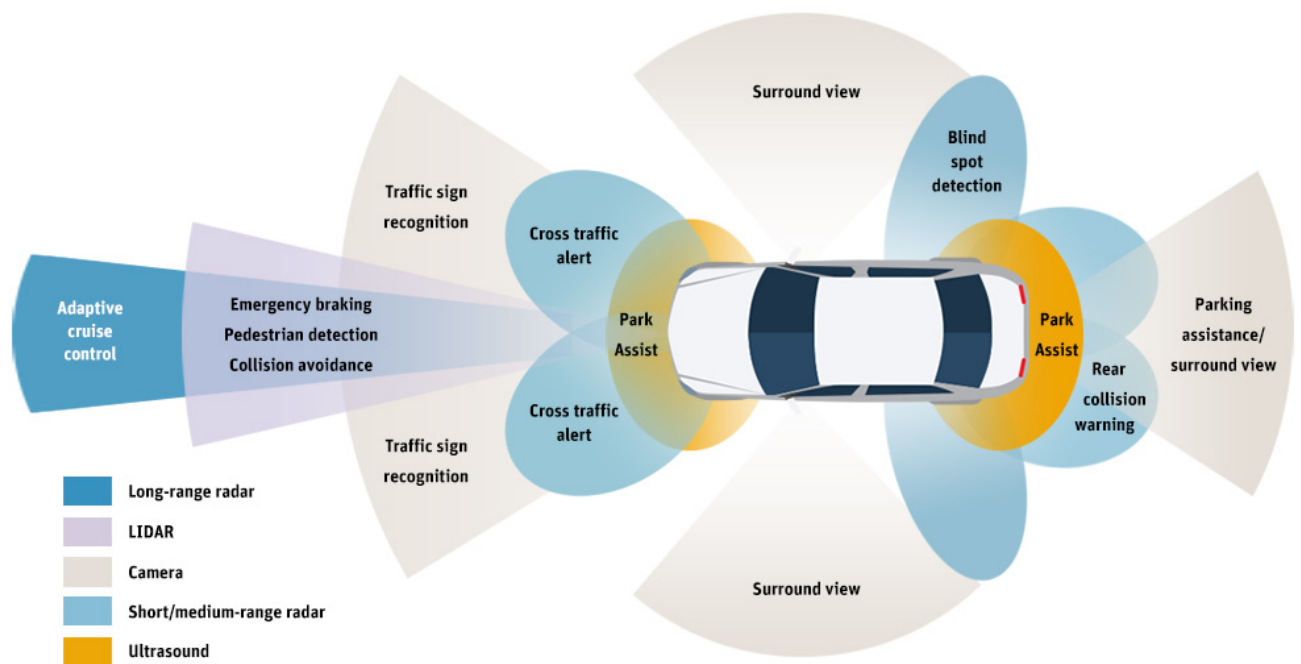 Surround view
Blind
spot
detection
Traffic sign
recognition
Cross traffic
alert
Adaptive
cruise
control
Emergency braking
Pedestrian detection
Collision avoidance
Park
Assist
Park
Assist
Parking
assistance/
surround view
Rear
collision
warning
Cross traffic
alert
Traffic sign
recognition
Surround view
Long-range radar
LIDAR
Camera
Short/medium-range radar
Ultrasound